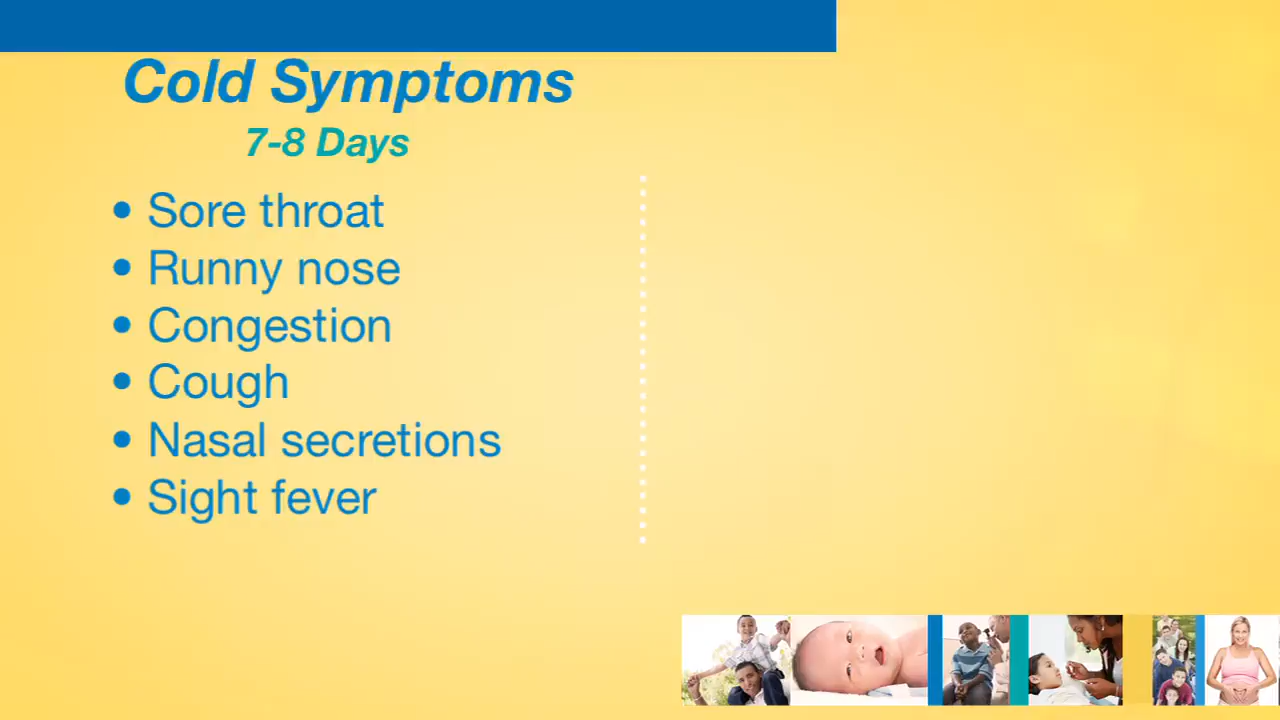 Cold Symptoms
7-8 Days
• Sore throat
• Runny nose
• Congestion
• Cough
• Nasal secretions
• Sight fever